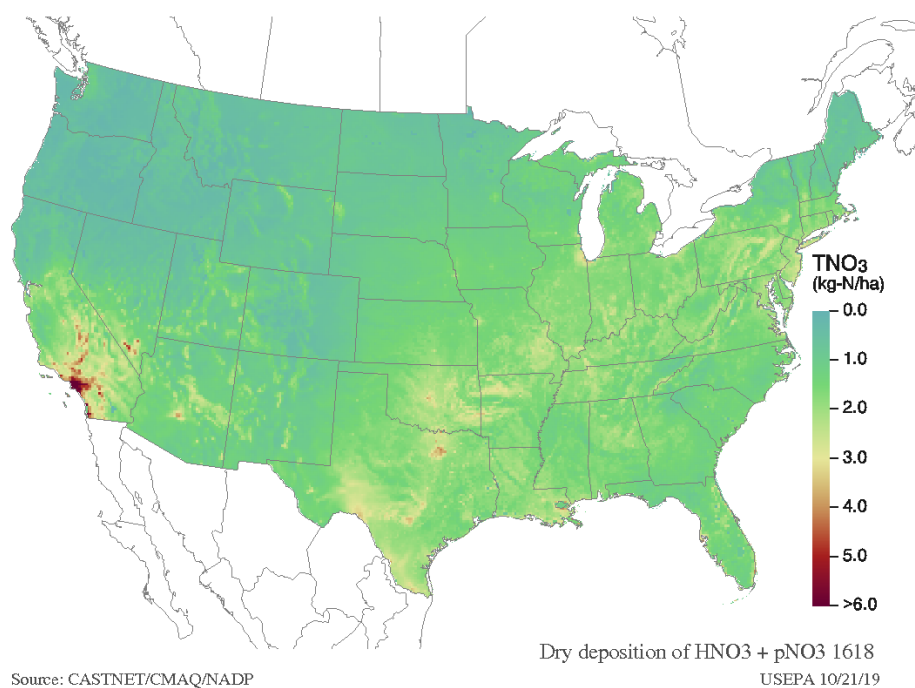 TNO3
(kg-N/ha)
0.0
1.0
2.0
3.0
4.0
5.0
>6.0
Dry deposition of HNO3 + pNO3 1618
Source: CASTNET/CMAQ/NADP
USEPA 10/21/19